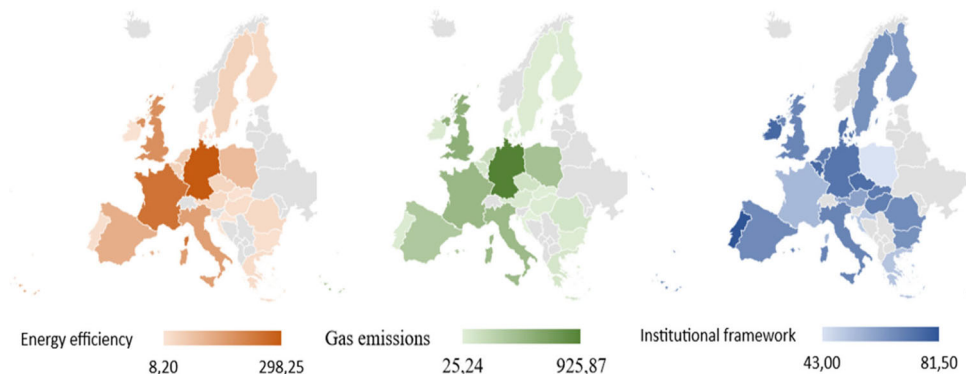 Energy efficiency
8,20 298,25
Gas emissions
25,24 925,87
Institutional framework
43,00 81,50